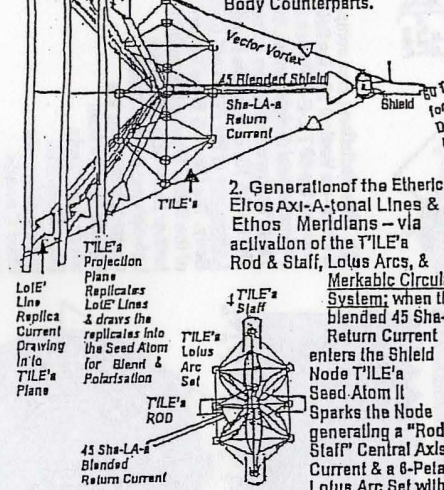 Body Counterparts.
Vector Vortex
45 Blended Shield
Sha-LA-a
Return
Current
Shield
for
T'ILE'a
2. Generationof the Etheric
Eiros Axi-A-tonal Lines &
Ethos Meridians – via
activation of the T'ILE'a
Rod & Staff, Lotus Arcs, &
Merkabic Circula
System; when th
blended 45 Sha-
Return Current
enters the Shield
Node T'ILE'a
Seed Atom it
Sparks the Node
generating a "Rod
Staff" Central Axis
Current & a 6-Peta
Lotus Arc Set with
LotE'
Line
Replica
Current
Drawing
in to
T'ILE'a
Plane
T'ILE'a
Projection
Plane
Replicates
LotE' Lines
& draws the
replicates into
the Seed Atom
for Blend &
Polarisation
T'ILE'a
Staff
T'ILE'a
Lotus
Arc
Set
T'ILE'a
ROD
45 Sha-LA-a
Blended
Return Current